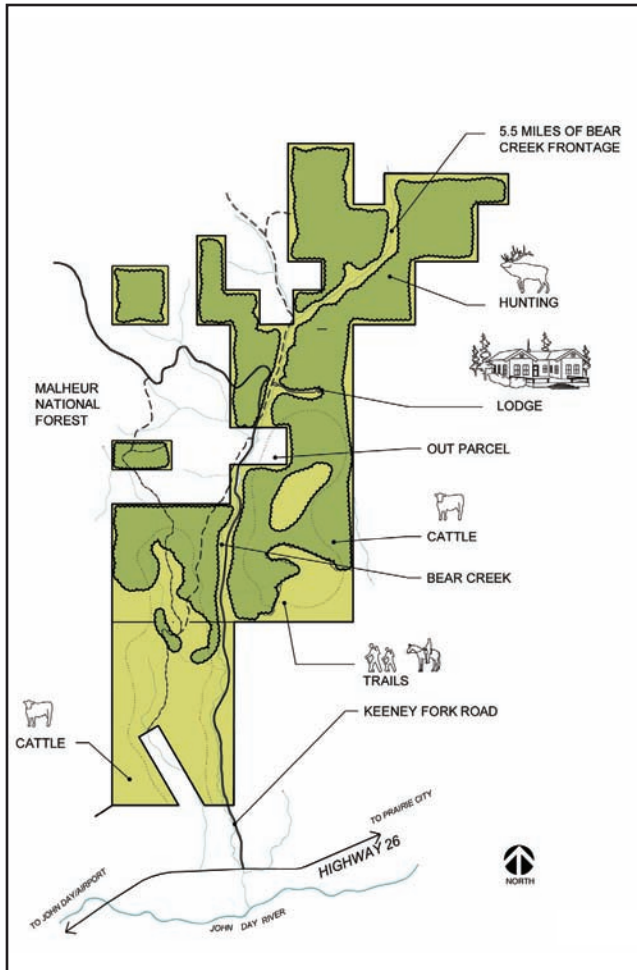 5.5 MILES OF BEAR
CREEK FRONTAGE
HUNTING
LODGE
MALHEUR
NATIONAL
FOREST
OUT PARCEL
CATTLE
BEAR CREEK
TRAILS
KEENEY FORK ROAD
CATTLE
TO PRAIRIE CITY
HIGHWAY 26
TO JOHN DAY/AIRPORT
JOHN DAY RIVER
NORTH